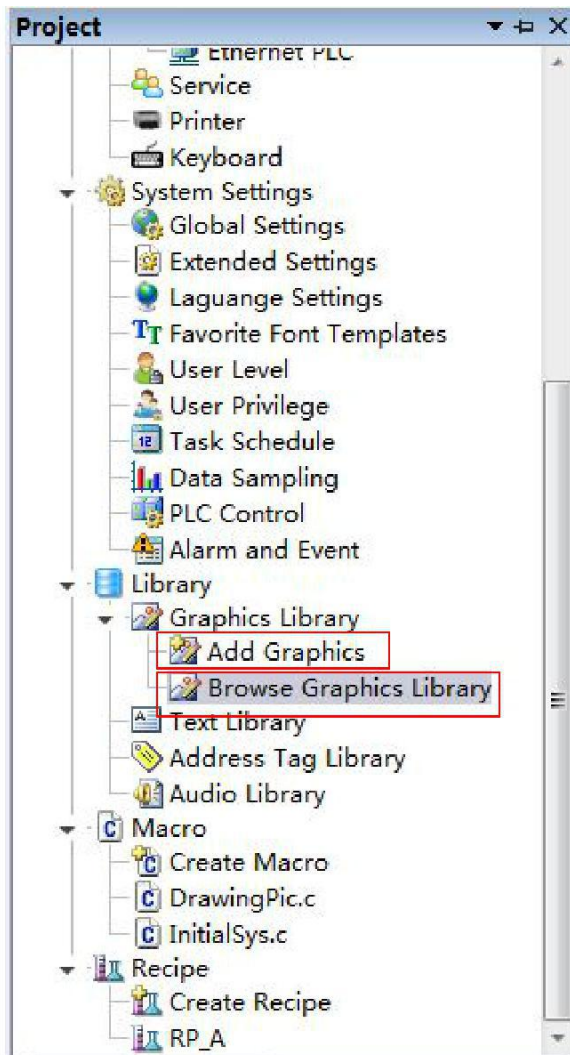 Project
Ethernet PLC
Service
Printer
Keyboard
System Settings
Global Settings
Extended Settings
Laguange Settings
Favorite Font Templates
User Level
User Privilege
Task Schedule
Data Sampling
PLC Control
Alarm and Event
Library
Graphics Library
Add Graphics
Browse Graphics Library
Text Library
Address Tag Library
Audio Library
Macro
Create Macro
DrawingPic.c
InitialSys.c
Recipe
Create Recipe
RP_A